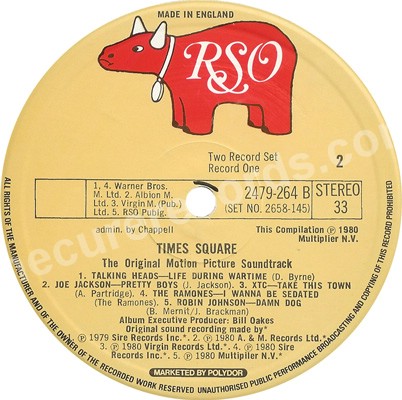 MADE IN ENGLAND
RSO
Two Record Set
Record One
2
1, 4. Warner Bros.
M. Ltd. 2. Albion M.
Ltd. 3. Virgin M. (Pub.)
Ltd. 5. RSO Publg.
2479-264 B
(SET NO. 2658-145)
STEREO
33
admin. by Chappell
This Compilation ℗ 1980
Multiplier N.V.
TIMES SQUARE
The Original Motion Picture Soundtrack
1. TALKING HEADS—LIFE DURING WARTIME (D. Byrne)
2. JOE JACKSON—PRETTY BOYS (J. Jackson) 3. XTC—TAKE THIS TOWN
(A. Partridge). 4. THE RAMONES—I WANNA BE SEDATED
(The Ramones). 5. ROBIN JOHNSON—DAMN DOG
(B. Mernit/J. Brackman)
Album Executive Producer: Bill Oakes
Original sound recording made by*
℗ 1979 Sire Records Inc.* ℗ 2. 1980 A. & M. Records Ltd.*
℗ 3. 1980 Virgin Records Ltd.* ℗ 4. 1980 Sire
Records Inc.* ℗ 5. 1980 Multiplier N.V.*
MARKETED BY POLYDOR
ALL RIGHTS OF THE MANUFACTURER AND OF THE OWNER OF THE RECORDED WORK RESERVED UNAUTHORISED PUBLIC PERFORMANCE BROADCASTING AND COPYING OF THIS RECORD PROHIBITED